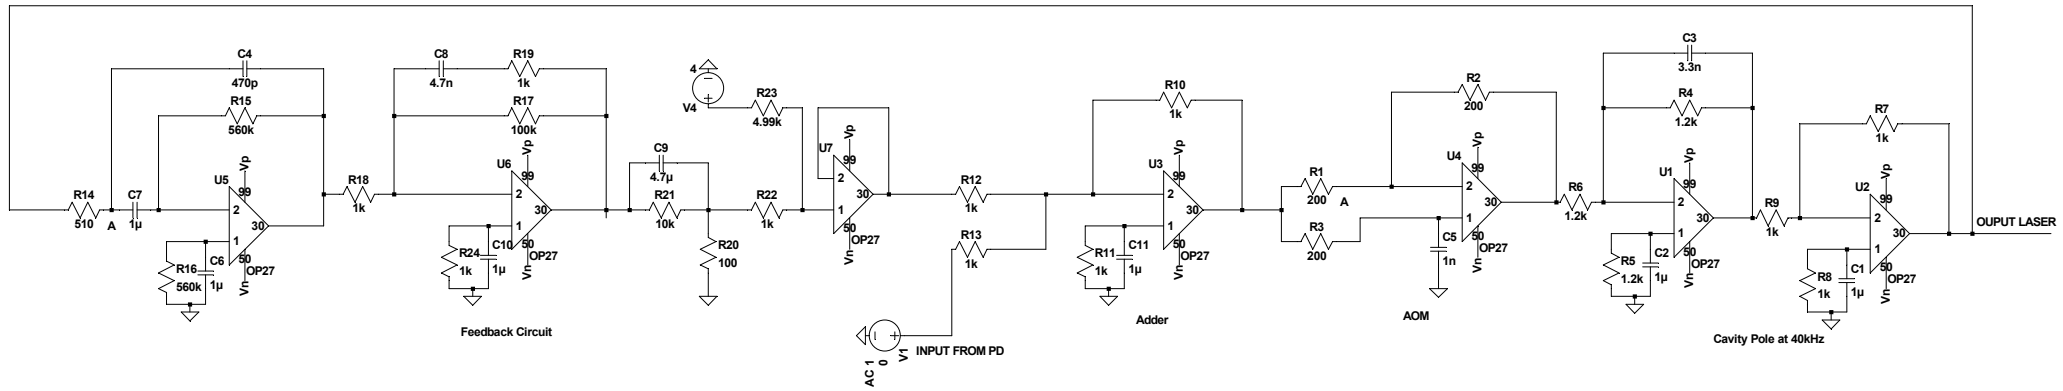 C4
470p
R15
560k
U5
Vp
99
2
1
30
50
OP27
Vn
R14
510
A
C7
1µ
R16
560k
C6
1µ
R18
1k
C8
4.7n
R19
1k
R17
100k
U6
Vp
99
2
1
30
50
OP27
Vn
R24
1k
C10
1µ
Feedback Circuit
C9
4.7µ
R21
10k
R20
100
R22
1k
4
V4
R23
4.99k
U7
Vp
99
2
1
30
50
OP27
Vn
R12
1k
R13
1k
AC 1
0
V1
INPUT FROM PD
R10
1k
U3
Vp
99
2
1
30
50
OP27
Vn
R11
1k
C11
1µ
Adder
R1
200
A
R3
200
C5
1n
R2
200
U4
Vp
99
2
1
30
50
OP27
Vn
AOM
R6
1.2k
C3
3.3n
R4
1.2k
U1
Vp
99
2
1
30
50
OP27
Vn
R5
1.2k
C2
1µ
R9
1k
R7
1k
U2
Vp
99
2
1
30
50
OP27
Vn
R8
1k
C1
1µ
Cavity Pole at 40kHz
OUPUT LASER